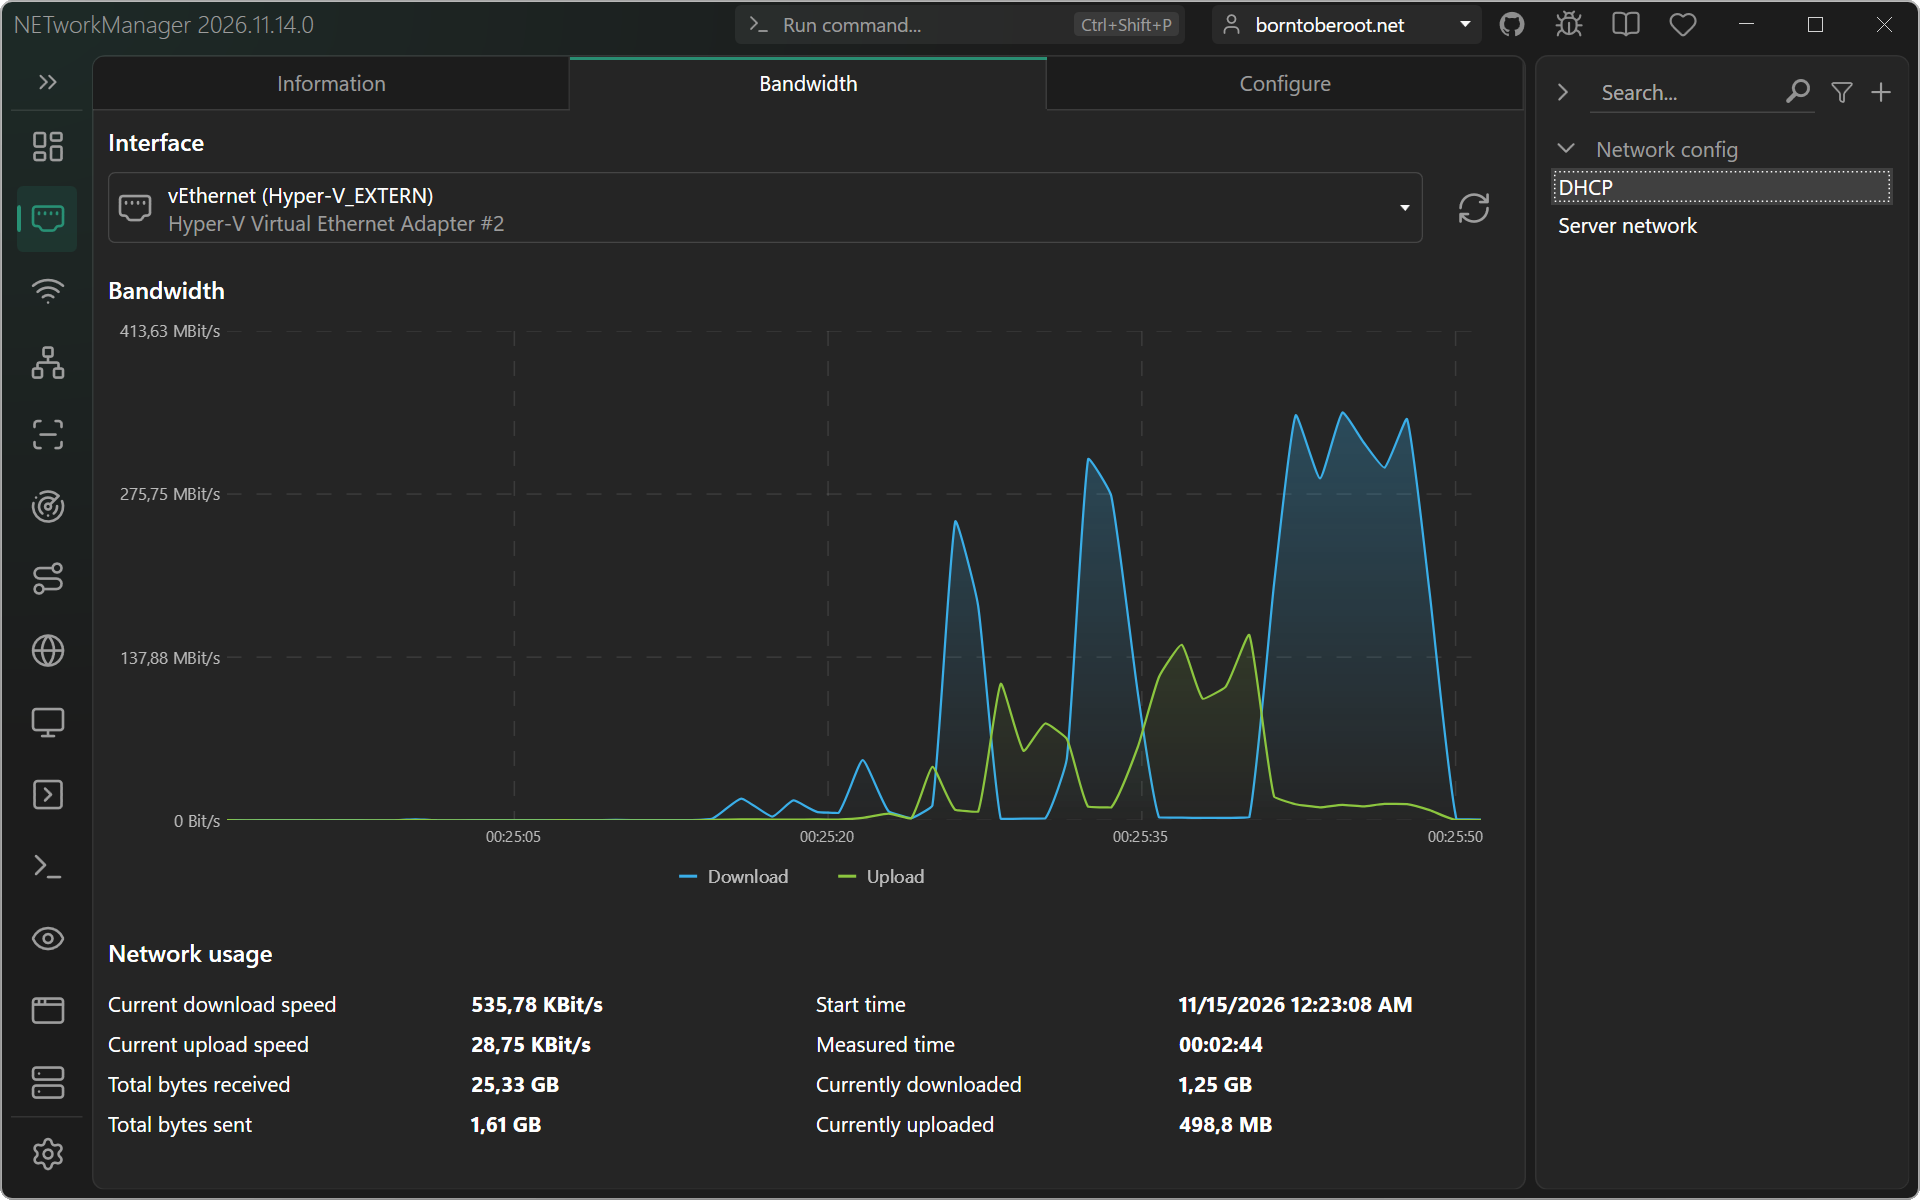 NETworkManager 2026.11.14.0
Run command...
Ctrl+Shift+P
borntoberoot.net
Information
Bandwidth
Configure
Interface
vEthernet (Hyper-V_EXTERN)
Hyper-V Virtual Ethernet Adapter #2
Bandwidth
413,63 MBit/s
275,75 MBit/s
137,88 MBit/s
0 Bit/s
00:25:05
00:25:20
00:25:35
00:25:50
Download
Upload
Network usage
Current download speed
535,78 KBit/s
Start time
11/15/2026 12:23:08 AM
Current upload speed
28,75 KBit/s
Measured time
00:02:44
Total bytes received
25,33 GB
Currently downloaded
1,25 GB
Total bytes sent
1,61 GB
Currently uploaded
498,8 MB
Search...
Network config
DHCP
Server network